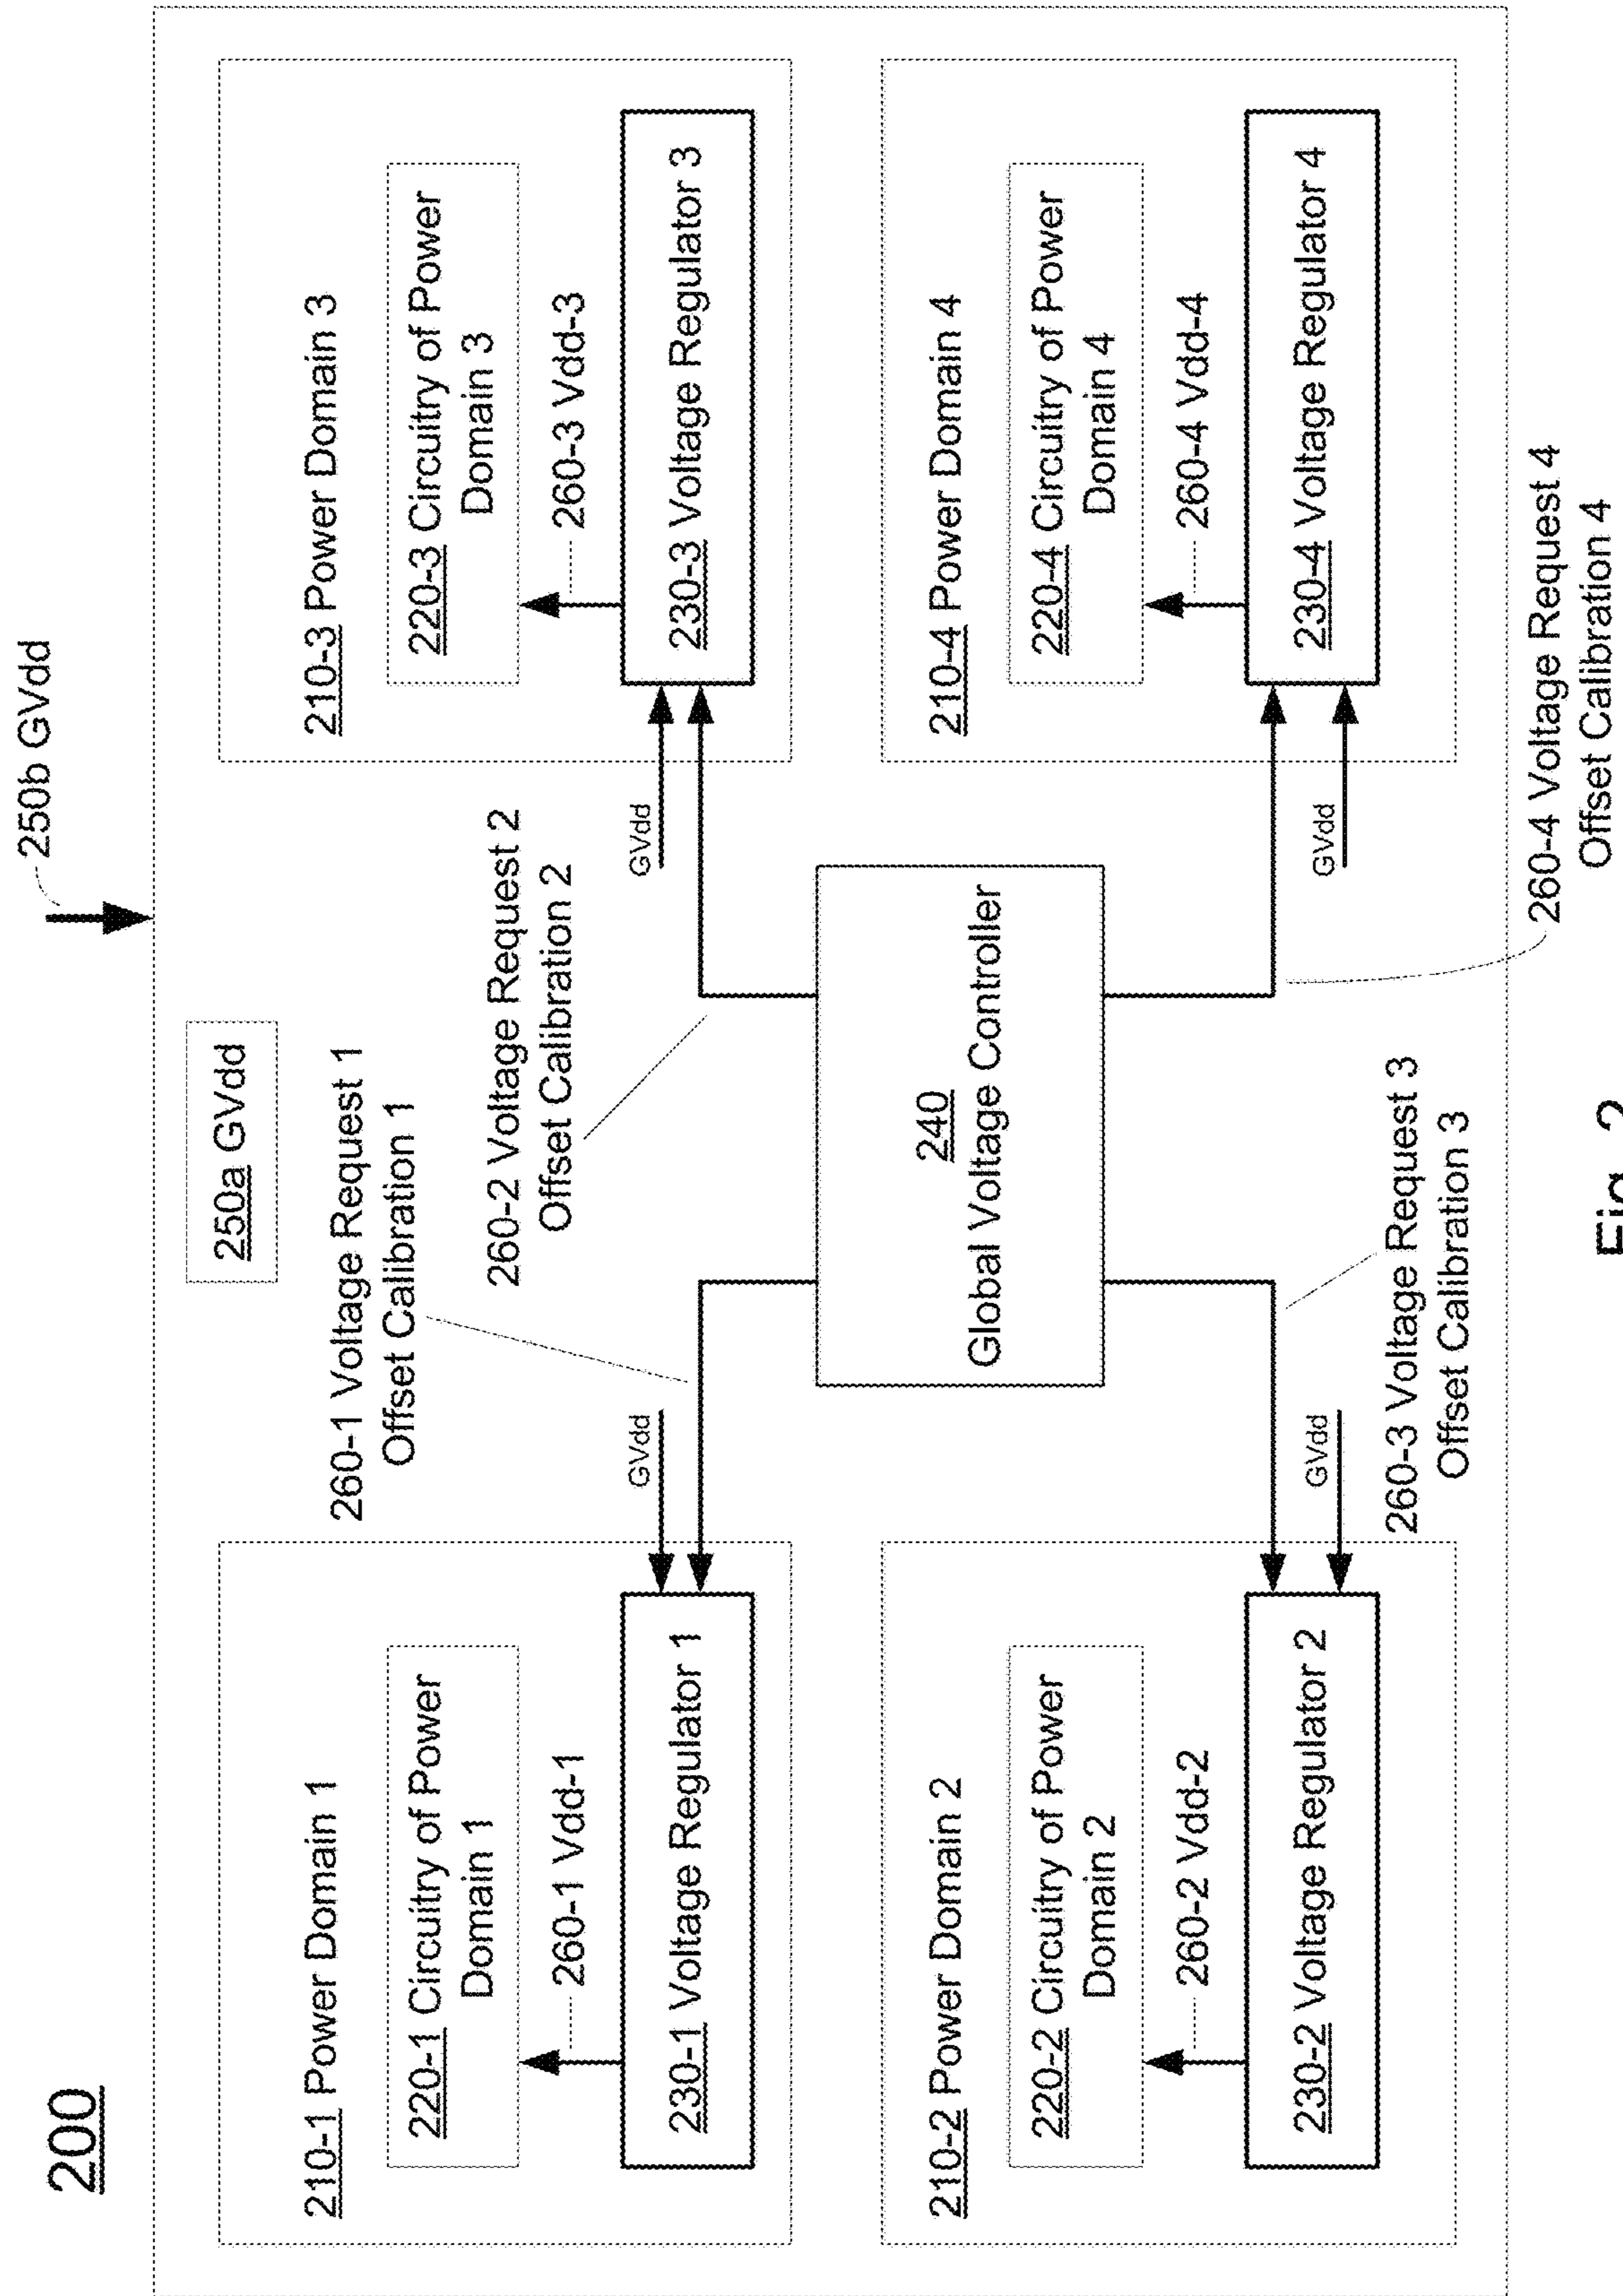 200
250b GVdd
250a GVdd
210-1 Power Domain 1
220-1 Circuitry of Power
Domain 1
260-1 Vdd-1
230-1 Voltage Regulator 1
260-1 Voltage Request 1
Offset Calibration 1
GVdd
260-2 Voltage Request 2
Offset Calibration 2
GVdd
210-3 Power Domain 3
220-3 Circuitry of Power
Domain 3
260-3 Vdd-3
230-3 Voltage Regulator 3
240
Global Voltage Controller
210-2 Power Domain 2
220-2 Circuitry of Power
Domain 2
260-2 Vdd-2
230-2 Voltage Regulator 2
GVdd
260-3 Voltage Request 3
Offset Calibration 3
210-4 Power Domain 4
220-4 Circuitry of Power
Domain 4
260-4 Vdd-4
230-4 Voltage Regulator 4
GVdd
260-4 Voltage Request 4
Offset Calibration 4
Fig. 2